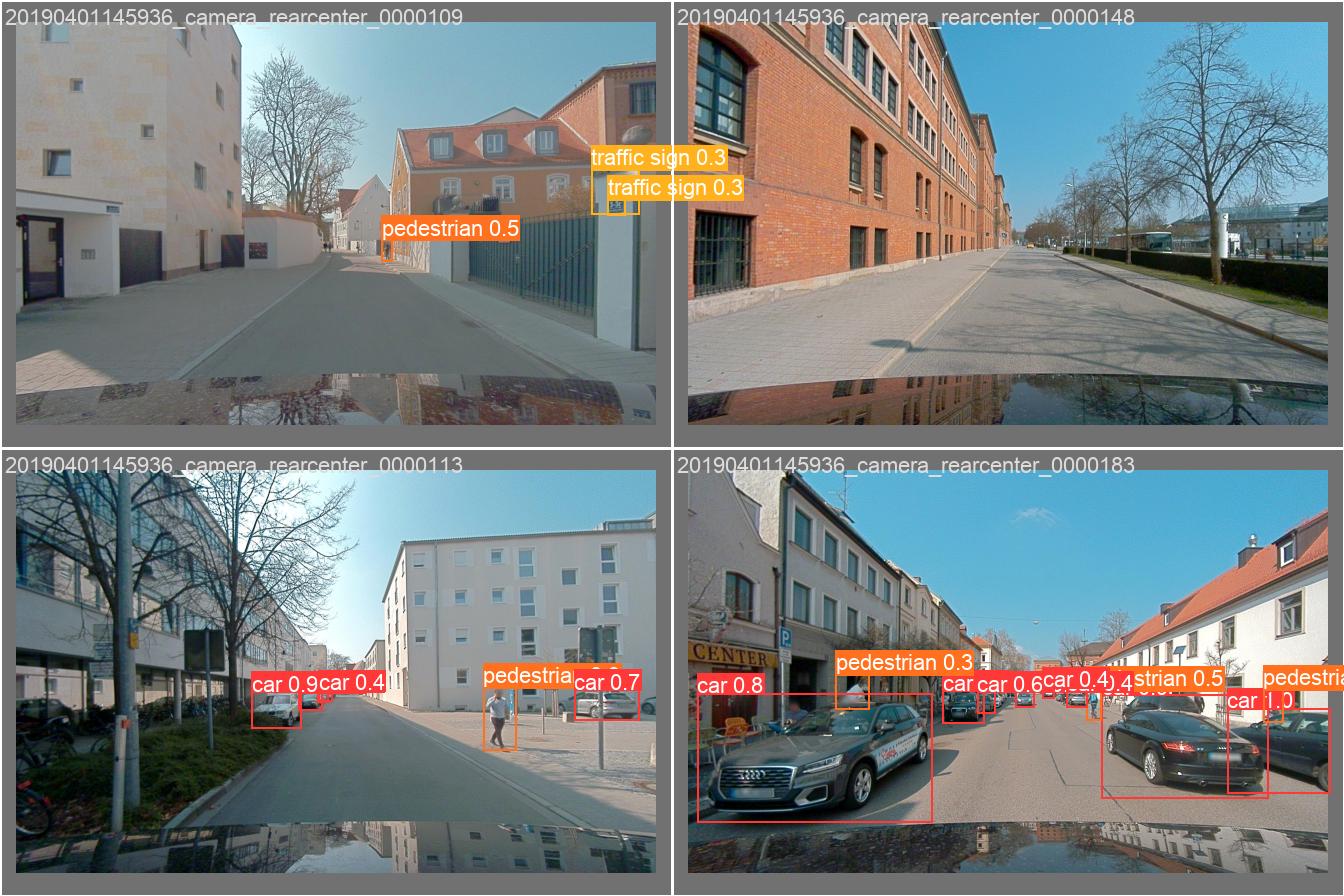 20190401145936_camera_rearcenter_0000109
traffic sign 0.3
traffic sign 0.3
pedestrian 0.5
20190401145936_camera_rearcenter_0000148
20190401145936_camera_rearcenter_0000113
car 0.9
car 0.4
pedestria
car 0.7
20190401145936_camera_rearcenter_0000183
CENTER
P
car 0.8
pedestrian 0.3
car
car 0.6
car 0.4
strian 0.5
pedestria
car 1.0